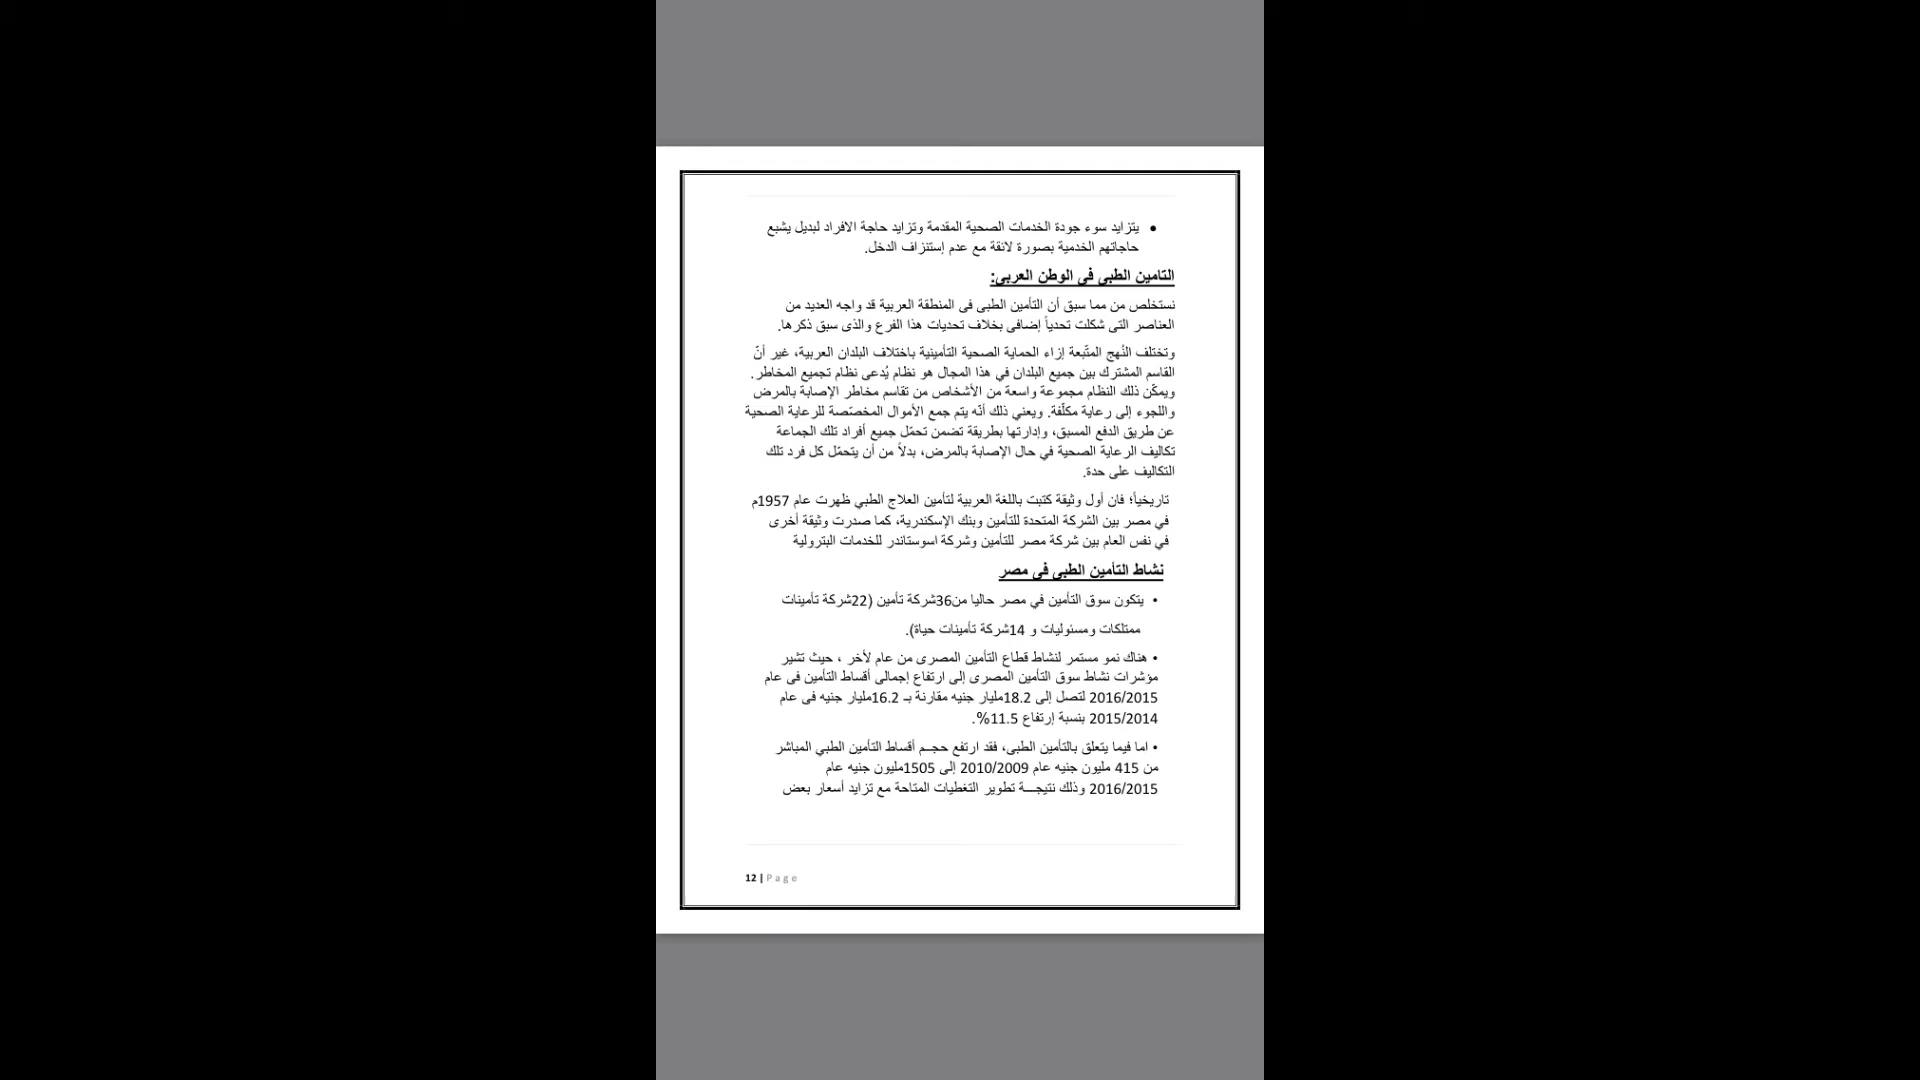 • يتزايد سوء جودة الخدمات الصحية المقدمة وتزايد حاجة الافراد لبديل يشبع
حاجاتهم الخدمية بصورة لائقة مع عدم إستنزاف الدخل.
التامين الطبى فى الوطن العربى:
نستخلص من مما سبق أن التأمين الطبى فى المنطقة العربية قد واجه العديد من
العناصر التى شكلت تحدياً إضافى بخلاف تحديات هذا الفرع والذى سبق ذكرها.
وتختلف النُهج المتّبعة إزاء الحماية الصحية التأمينية باختلاف البلدان العربية، غير أنّ
القاسم المشترك بين جميع البلدان في هذا المجال هو نظام يُدعى نظام تجميع المخاطر.
ويمكّن ذلك النظام مجموعة واسعة من الأشخاص من تقاسم مخاطر الإصابة بالمرض
واللجوء إلى رعاية مكلّفة. ويعني ذلك أنّه يتم جمع الأموال المخصّصة للرعاية الصحية
عن طريق الدفع المسبق، وإدارتها بطريقة تضمن تحمّل جميع أفراد تلك الجماعة
تكاليف الرعاية الصحية في حال الإصابة بالمرض، بدلاً من أن يتحمّل كل فرد تلك
التكاليف على حدة.
تاريخياً؛ فان أول وثيقة كتبت باللغة العربية لتأمين العلاج الطبي ظهرت عام 1957م
في مصر بين الشركة المتحدة للتأمين وبنك الإسكندرية، كما صدرت وثيقة أخرى
في نفس العام بين شركة مصر للتأمين وشركة اسوستاندر للخدمات البترولية
نشاط التأمين الطبى فى مصر
• يتكون سوق التأمين في مصر حاليا من36شركة تأمين (22شركة تأمينات
ممتلكات ومسئوليات و 14شركة تأمينات حياة).
• هناك نمو مستمر لنشاط قطاع التأمين المصرى من عام لأخر ، حيث تشير
مؤشرات نشاط سوق التأمين المصرى إلى ارتفاع إجمالى أقساط التأمين فى عام
2016/2015 لتصل إلى 18.2مليار جنيه مقارنة بـ 16.2مليار جنيه فى عام
2015/2014 بنسبة إرتفاع 11.5%.
• اما فيما يتعلق بالتأمين الطبى، فقد ارتفع حجـم أقساط التأمين الطبي المباشر
من 415 مليون جنيه عام 2010/2009 إلى 1505مليون جنيه عام
2016/2015 وذلك نتيجـــة تطوير التغطيات المتاحة مع تزايد أسعار بعض
12 | Page